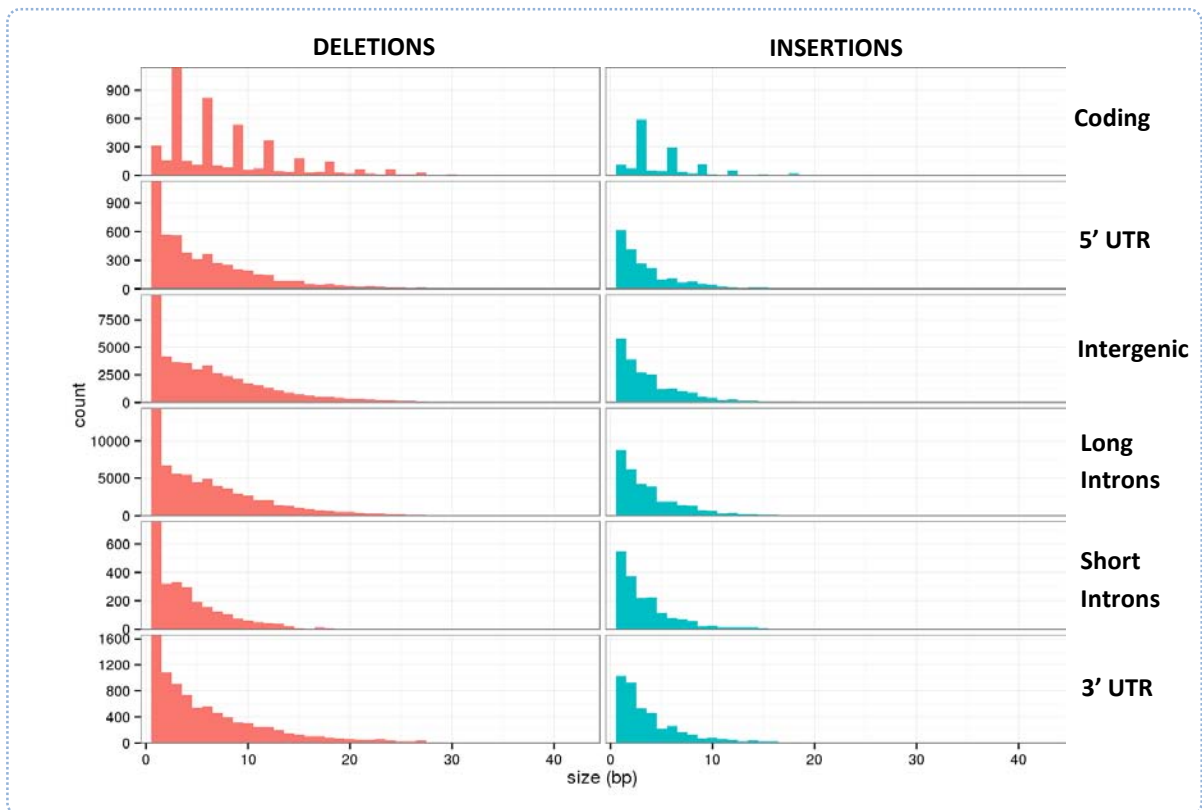 DELETIONS INSERTIONS
900
600
300
0
Coding
900
600
300
0
5’ UTR
7500
5000
2500
0
Intergenic
count
10000
5000
0
Long
Introns
600
400
200
0
Short
Introns
1600
1200
800
400
0
3’ UTR
0 10 20 30 40 0 10 20 30 40
size (bp)